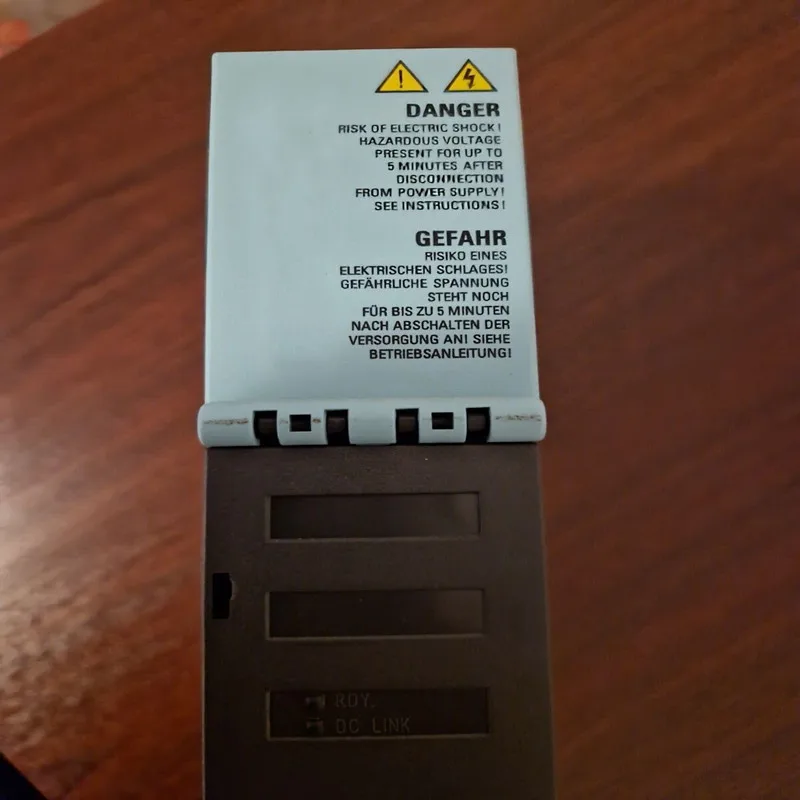 DANGER
RISK OF ELECTRIC SHOCK!
HAZARDOUS VOLTAGE
PRESENT FOR UP TO
5 MINUTES AFTER
DISCONNECTION
FROM POWER SUPPLY!
SEE INSTRUCTIONS!
GEFAHR
RISIKO EINES
ELEKTRISCHEN SCHLAGES!
GEFÄHRLICHE SPANNUNG
STEHT NOCH
FÜR BIS ZU 5 MINUTEN
NACH ABSCHALTEN DER
VERSORGUNG AN! SIEHE
BETRIEBSANLEITUNG!
RDY.
DC LINK